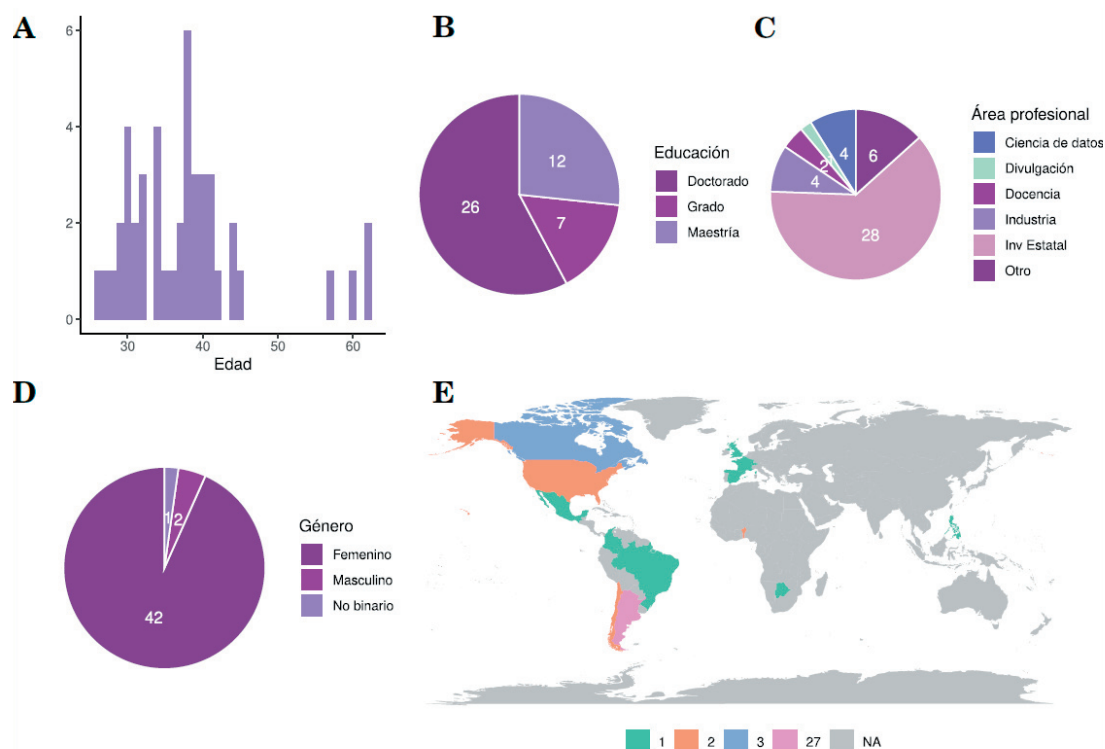 A
6
4
2
0
30
40
50
60
Edad
B
12
7
26
Educación
Doctorado
Grado
Maestría
C
4
6
1
2
4
28
Área profesional
Ciencia de datos
Divulgación
Docencia
Industria
Inv Estatal
Otro
D
1
2
42
Género
Femenino
Masculino
No binario
E
1
2
3
27
NA